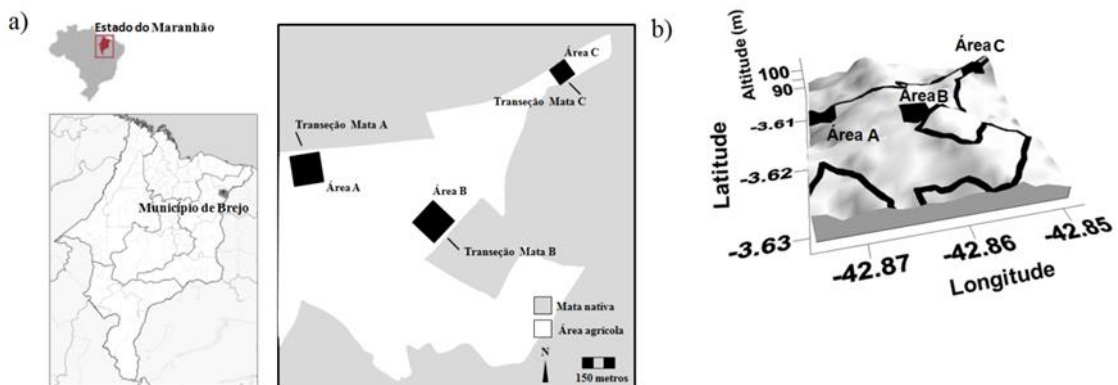 a)
Estado do Maranhão
Município de Brejo
Área C
Transeção Mata C
Transeção Mata A
Área A
Área B
Transeção Mata B
Mata nativa
Área agrícola
N
150 metros
b)
Altitude (m)
100
90
Área C
Área B
Área A
Latitude
-3.61
-3.62
-3.63
-42.87
-42.86
-42.85
Longitude